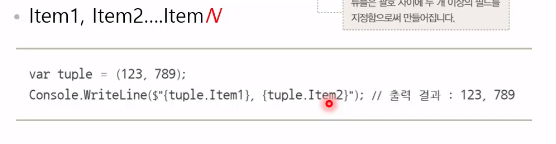 튜플은 괄호 사이에 두 개 이상의 필드를
지정함으로써 만들어집니다.
• Item1, Item2....ItemN
var tuple = (123, 789);
Console.WriteLine($"{tuple.Item1}, {tuple.Item2}"); // 출력 결과 : 123, 789